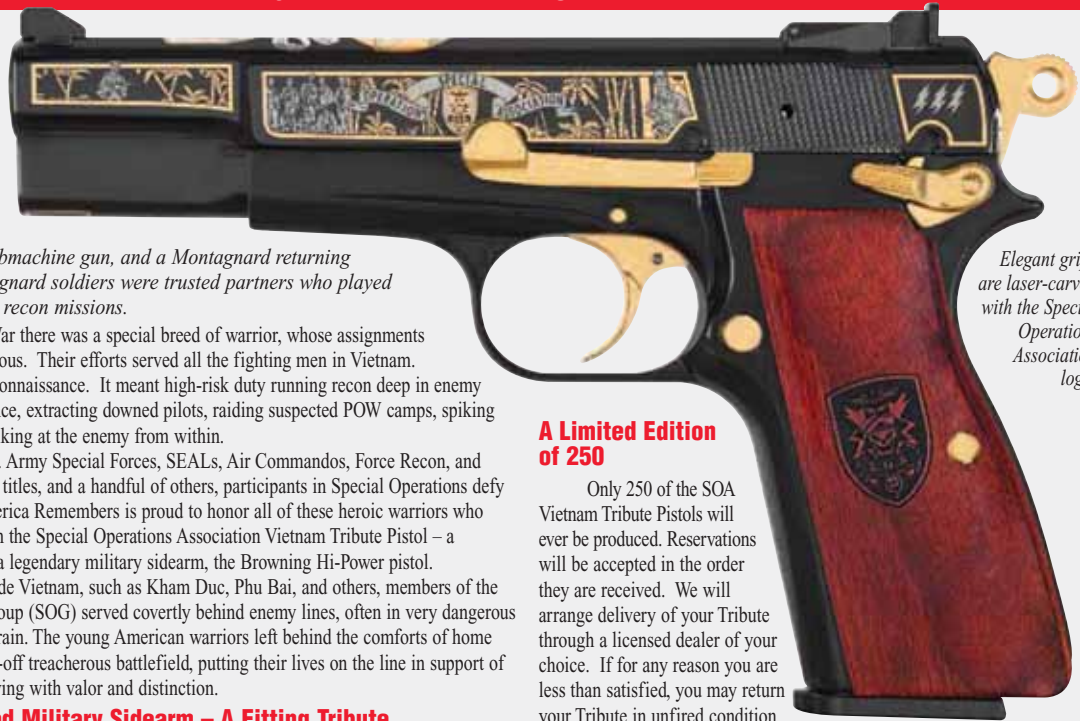 bmachine gun, and a Montagnard returning
gnard soldiers were trusted partners who played
recon missions.
ar there was a special breed of warrior, whose assignments
ous. Their efforts served all the fighting men in Vietnam.
onnaissance. It meant high-risk duty running recon deep in enemy
ce, extracting downed pilots, raiding suspected POW camps, spiking
king at the enemy from within.
Army Special Forces, SEALs, Air Commandos, Force Recon, and
titles, and a handful of others, participants in Special Operations defy
erica Remembers is proud to honor all of these heroic warriors who
n the Special Operations Association Vietnam Tribute Pistol – a
a legendary military sidearm, the Browning Hi-Power pistol.
de Vietnam, such as Kham Duc, Phu Bai, and others, members of the
oup (SOG) served covertly behind enemy lines, often in very dangerous
rain. The young American warriors left behind the comforts of home
-off treacherous battlefield, putting their lives on the line in support of
ing with valor and distinction.
ed Military Sidearm – A Fitting Tribute
A Limited Edition
of 250
Only 250 of the SOA
Vietnam Tribute Pistols will
ever be produced. Reservations
will be accepted in the order
they are received. We will
arrange delivery of your Tribute
through a licensed dealer of your
choice. If for any reason you are
less than satisfied, you may return
your Tribute in unfired condition
Elegant gri
are laser-carv
with the Speci
Operatio
Associati
log
SPECIAL